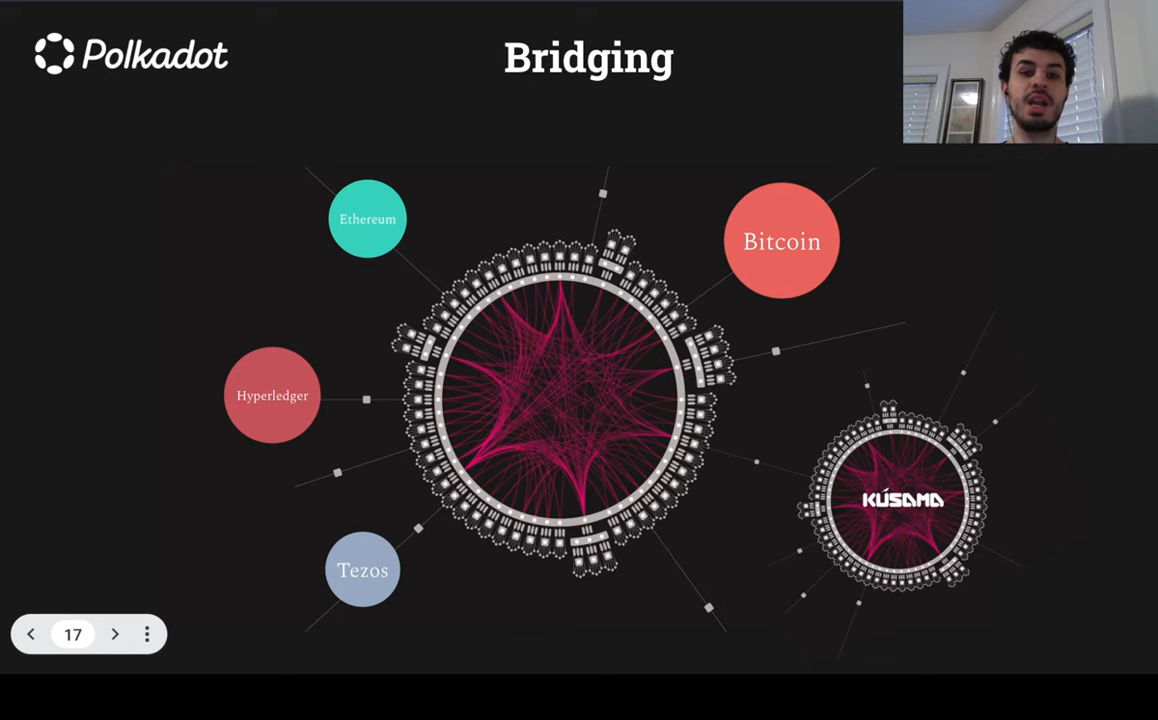 Polkadot
Bridging
Ethereum
Bitcoin
Hyperledger
KUSAMA
Tezos
17